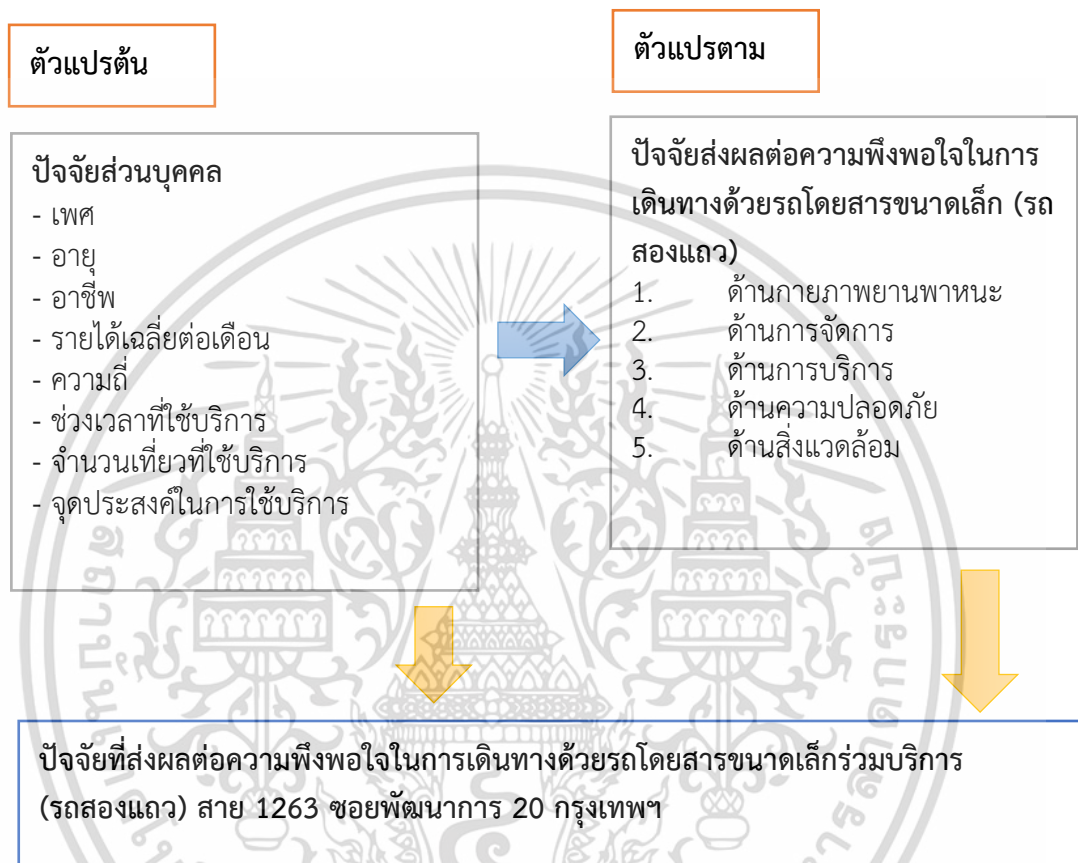 ตัวแปรต้น
ตัวแปรตาม
ปัจจัยส่วนบุคคล
- เพศ
- อายุ
- อาชีพ
- รายได้เฉลี่ยต่อเดือน
- ความถี่
- ช่วงเวลาที่ใช้บริการ
- จำนวนเที่ยวที่ใช้บริการ
- จุดประสงค์ในการใช้บริการ
ปัจจัยส่งผลต่อความพึงพอใจในการ
เดินทางด้วยรถโดยสารขนาดเล็ก (รถ
สองแถว)
1. ด้านกายภาพยานพาหนะ
2. ด้านการจัดการ
3. ด้านการบริการ
4. ด้านความปลอดภัย
5. ด้านสิ่งแวดล้อม
ปัจจัยที่ส่งผลต่อความพึงพอใจในการเดินทางด้วยรถโดยสารขนาดเล็กร่วมบริการ
(รถสองแถว) สาย 1263 ซอยพัฒนาการ 20 กรุงเทพฯ